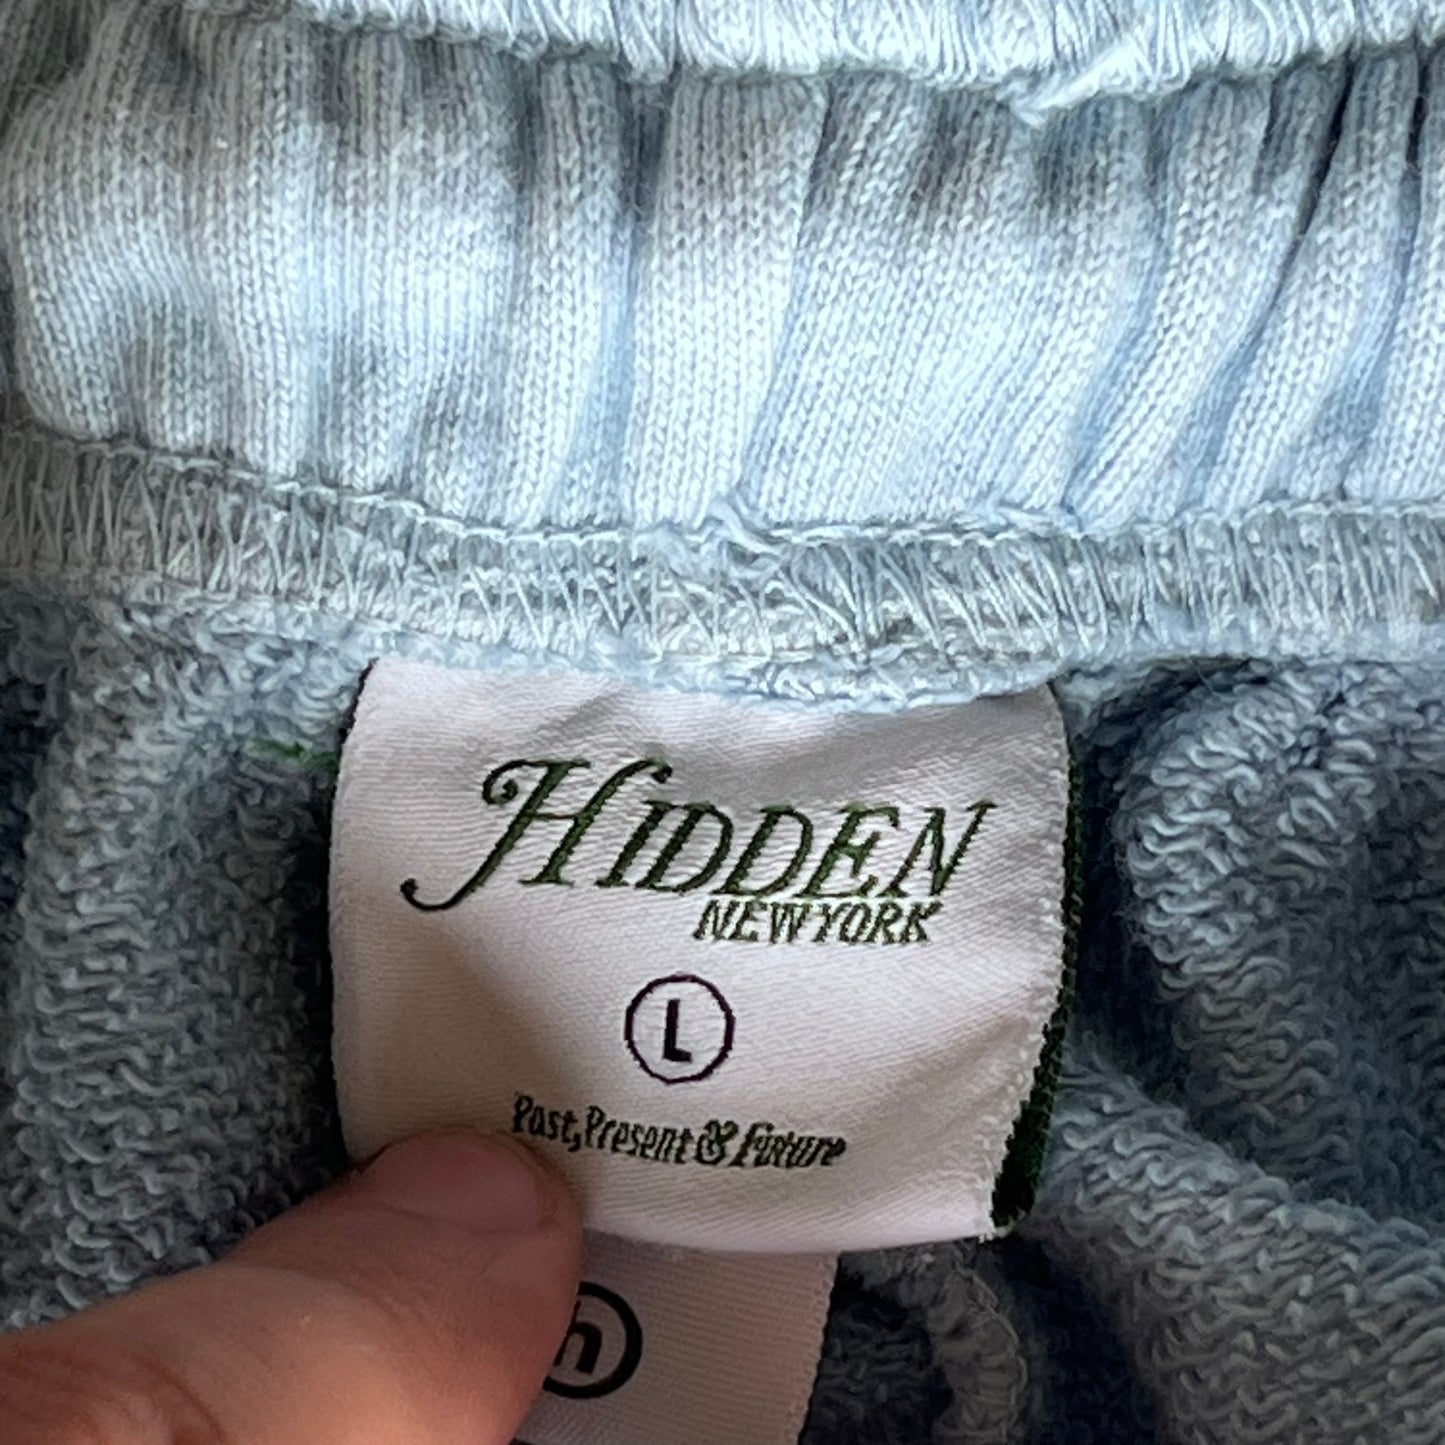 HIDDEN
NEW YORK
L
Past, Present & Future
h